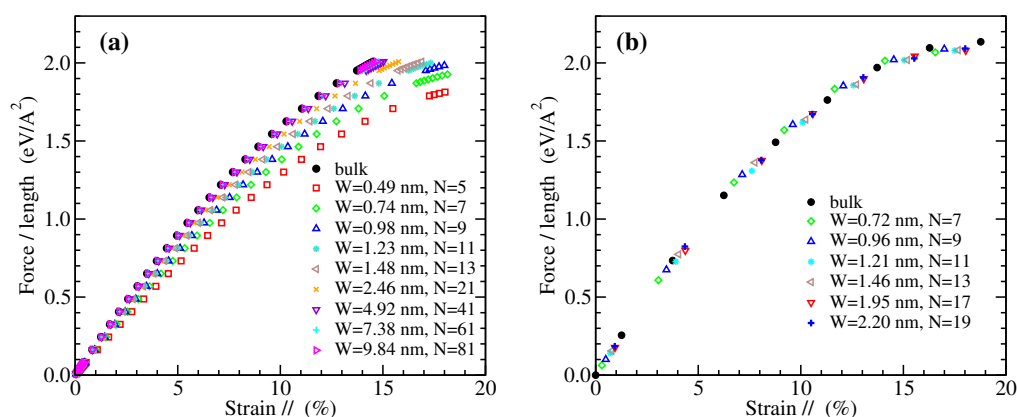 (a)
Force / length (eV/Å²)
2.0
1.5
1.0
0.5
0.0
bulk
W=0.49 nm, N=5
W=0.74 nm, N=7
W=0.98 nm, N=9
W=1.23 nm, N=11
W=1.48 nm, N=13
W=2.46 nm, N=21
W=4.92 nm, N=41
W=7.38 nm, N=61
W=9.84 nm, N=81
0 5 10 15 20
Strain // (%)
(b)
Force / length (eV/Å²)
2.0
1.5
1.0
0.5
0.0
bulk
W=0.72 nm, N=7
W=0.96 nm, N=9
W=1.21 nm, N=11
W=1.46 nm, N=13
W=1.95 nm, N=17
W=2.20 nm, N=19
0 5 10 15 20
Strain // (%)